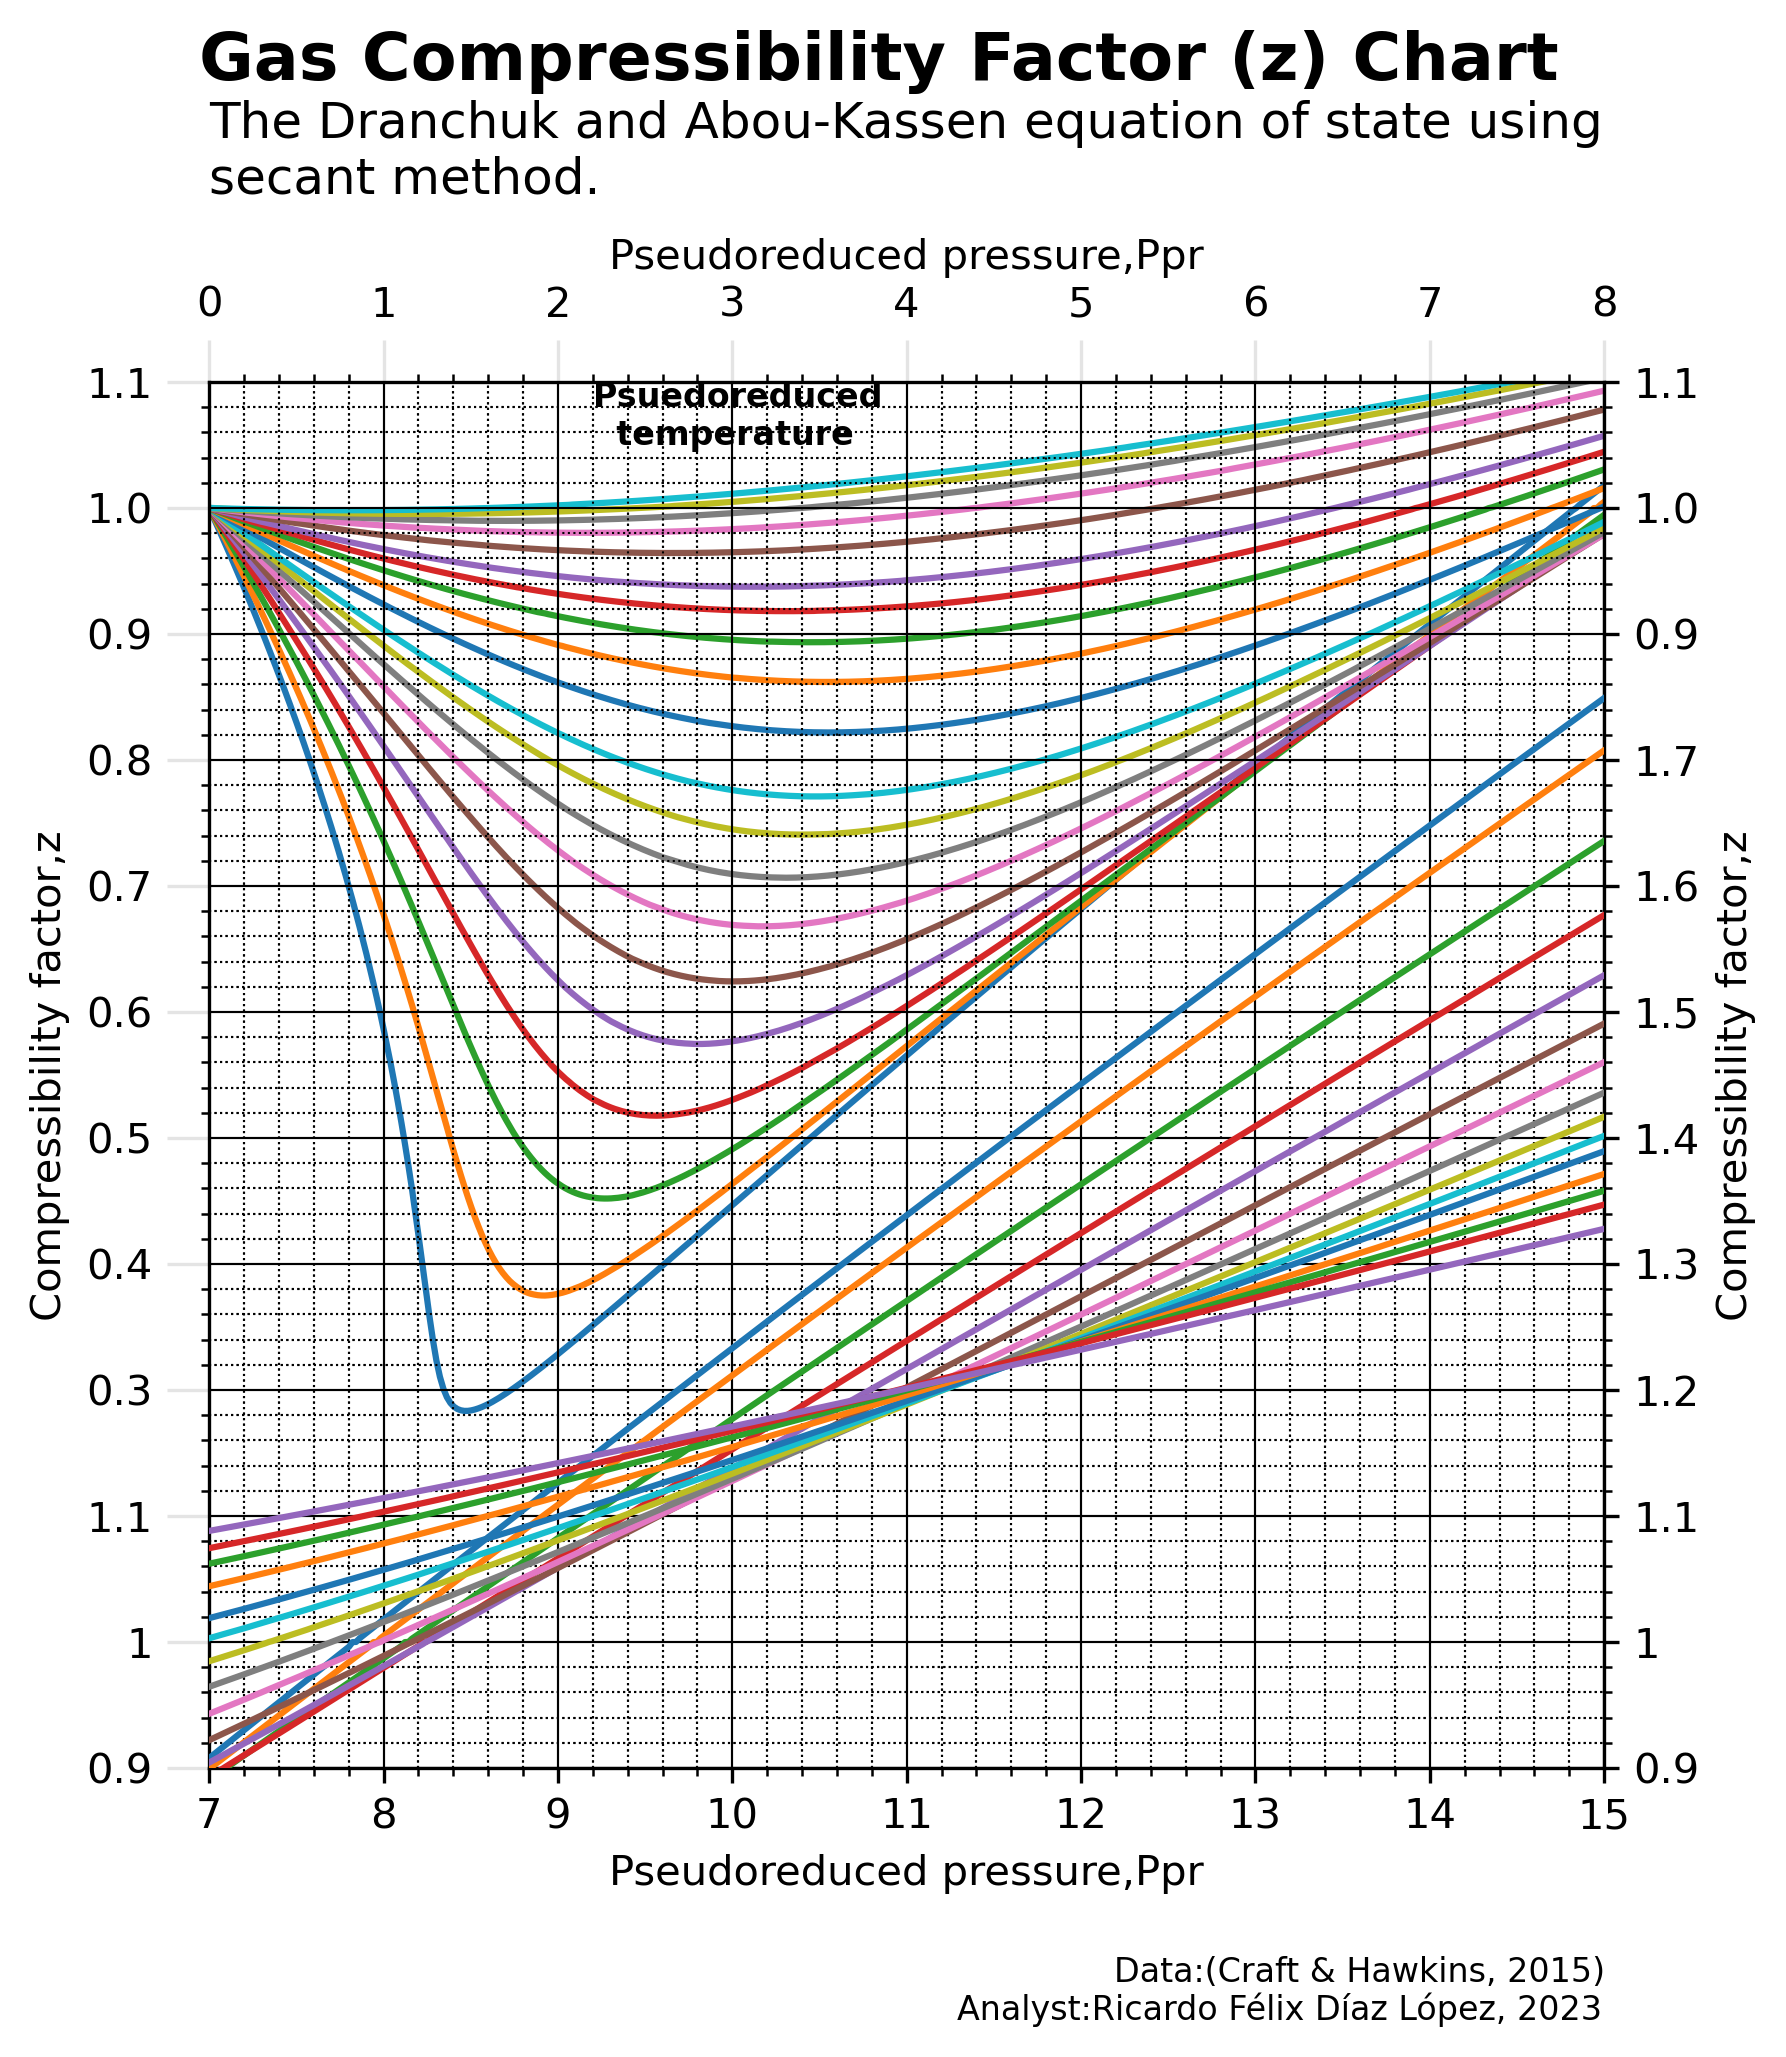 Gas Compressibility Factor (z) Chart
The Dranchuk and Abou-Kassen equation of state using
secant method.
Pseudoreduced pressure,Ppr
0 1 2 3 4 5 6 7 8
Psuedoreduced
temperature
1.1
1.0
0.9
0.8
0.7
0.6
0.5
0.4
0.3
1.1
1
0.9
Compressibility factor,z
1.1
1.0
0.9
1.7
1.6
1.5
1.4
1.3
1.2
1.1
1
0.9
Compressibility factor,z
7 8 9 10 11 12 13 14 15
Pseudoreduced pressure,Ppr
Data:(Craft & Hawkins, 2015)
Analyst:Ricardo Félix Díaz López, 2023